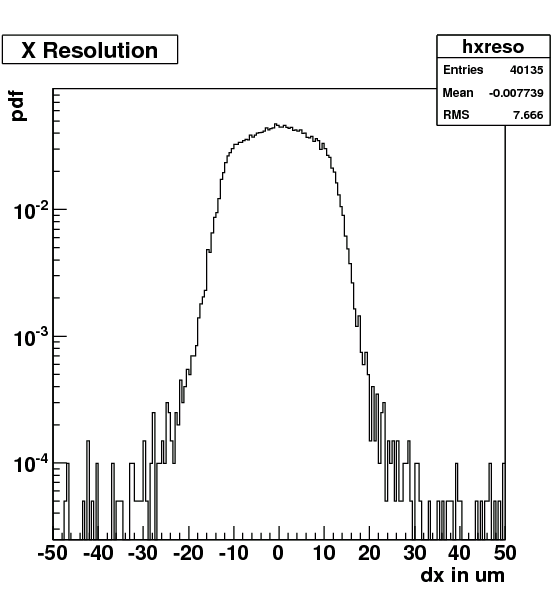 X Resolution
hxreso
Entries 40135
Mean -0.007739
RMS 7.666
pdf
10-2
10-3
10-4
-50 -40 -30 -20 -10 0 10 20 30 40 50
dx in um